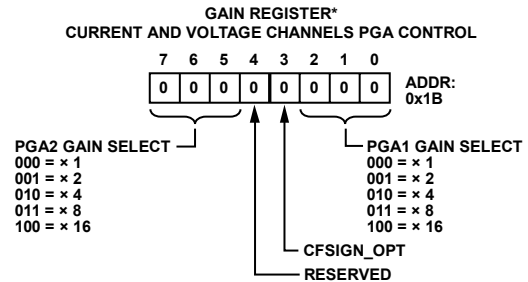 GAIN REGISTER*
CURRENT AND VOLTAGE CHANNELS PGA CONTROL
7 6 5 4 3 2 1 0
0 0 0 0 0 0 0 0
ADDR:
0x1B
PGA2 GAIN SELECT
000 = × 1
001 = × 2
010 = × 4
011 = × 8
100 = × 16
PGA1 GAIN SELECT
000 = × 1
001 = × 2
010 = × 4
011 = × 8
100 = × 16
CFSIGN_OPT
RESERVED